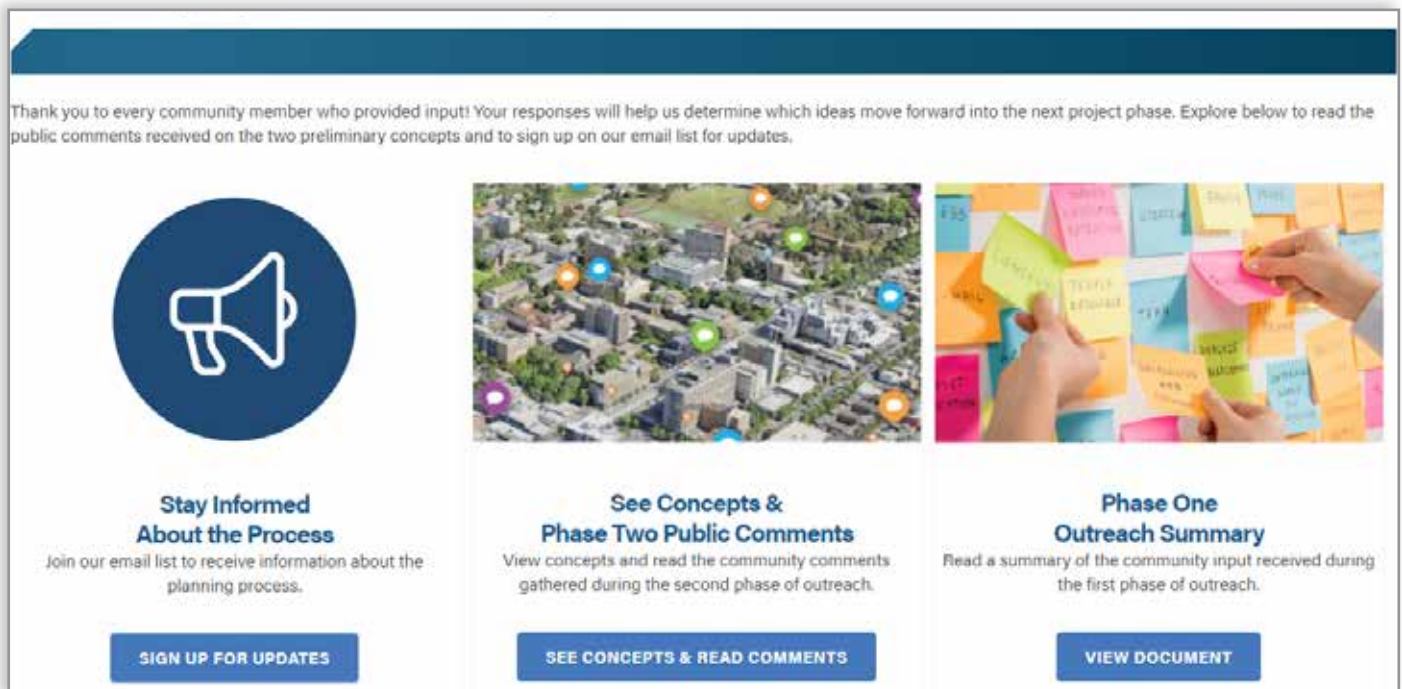 Thank you to every community member who provided input! Your responses will help us determine which ideas move forward into the next project phase. Explore below to read the
public comments received on the two preliminary concepts and to sign up on our email list for updates.
Stay Informed
About the Process
Join our email list to receive information about the
planning process.
SIGN UP FOR UPDATES
See Concepts &
Phase Two Public Comments
View concepts and read the community comments
gathered during the second phase of outreach.
SEE CONCEPTS & READ COMMENTS
Phase One
Outreach Summary
Read a summary of the community input received during
the first phase of outreach.
VIEW DOCUMENT